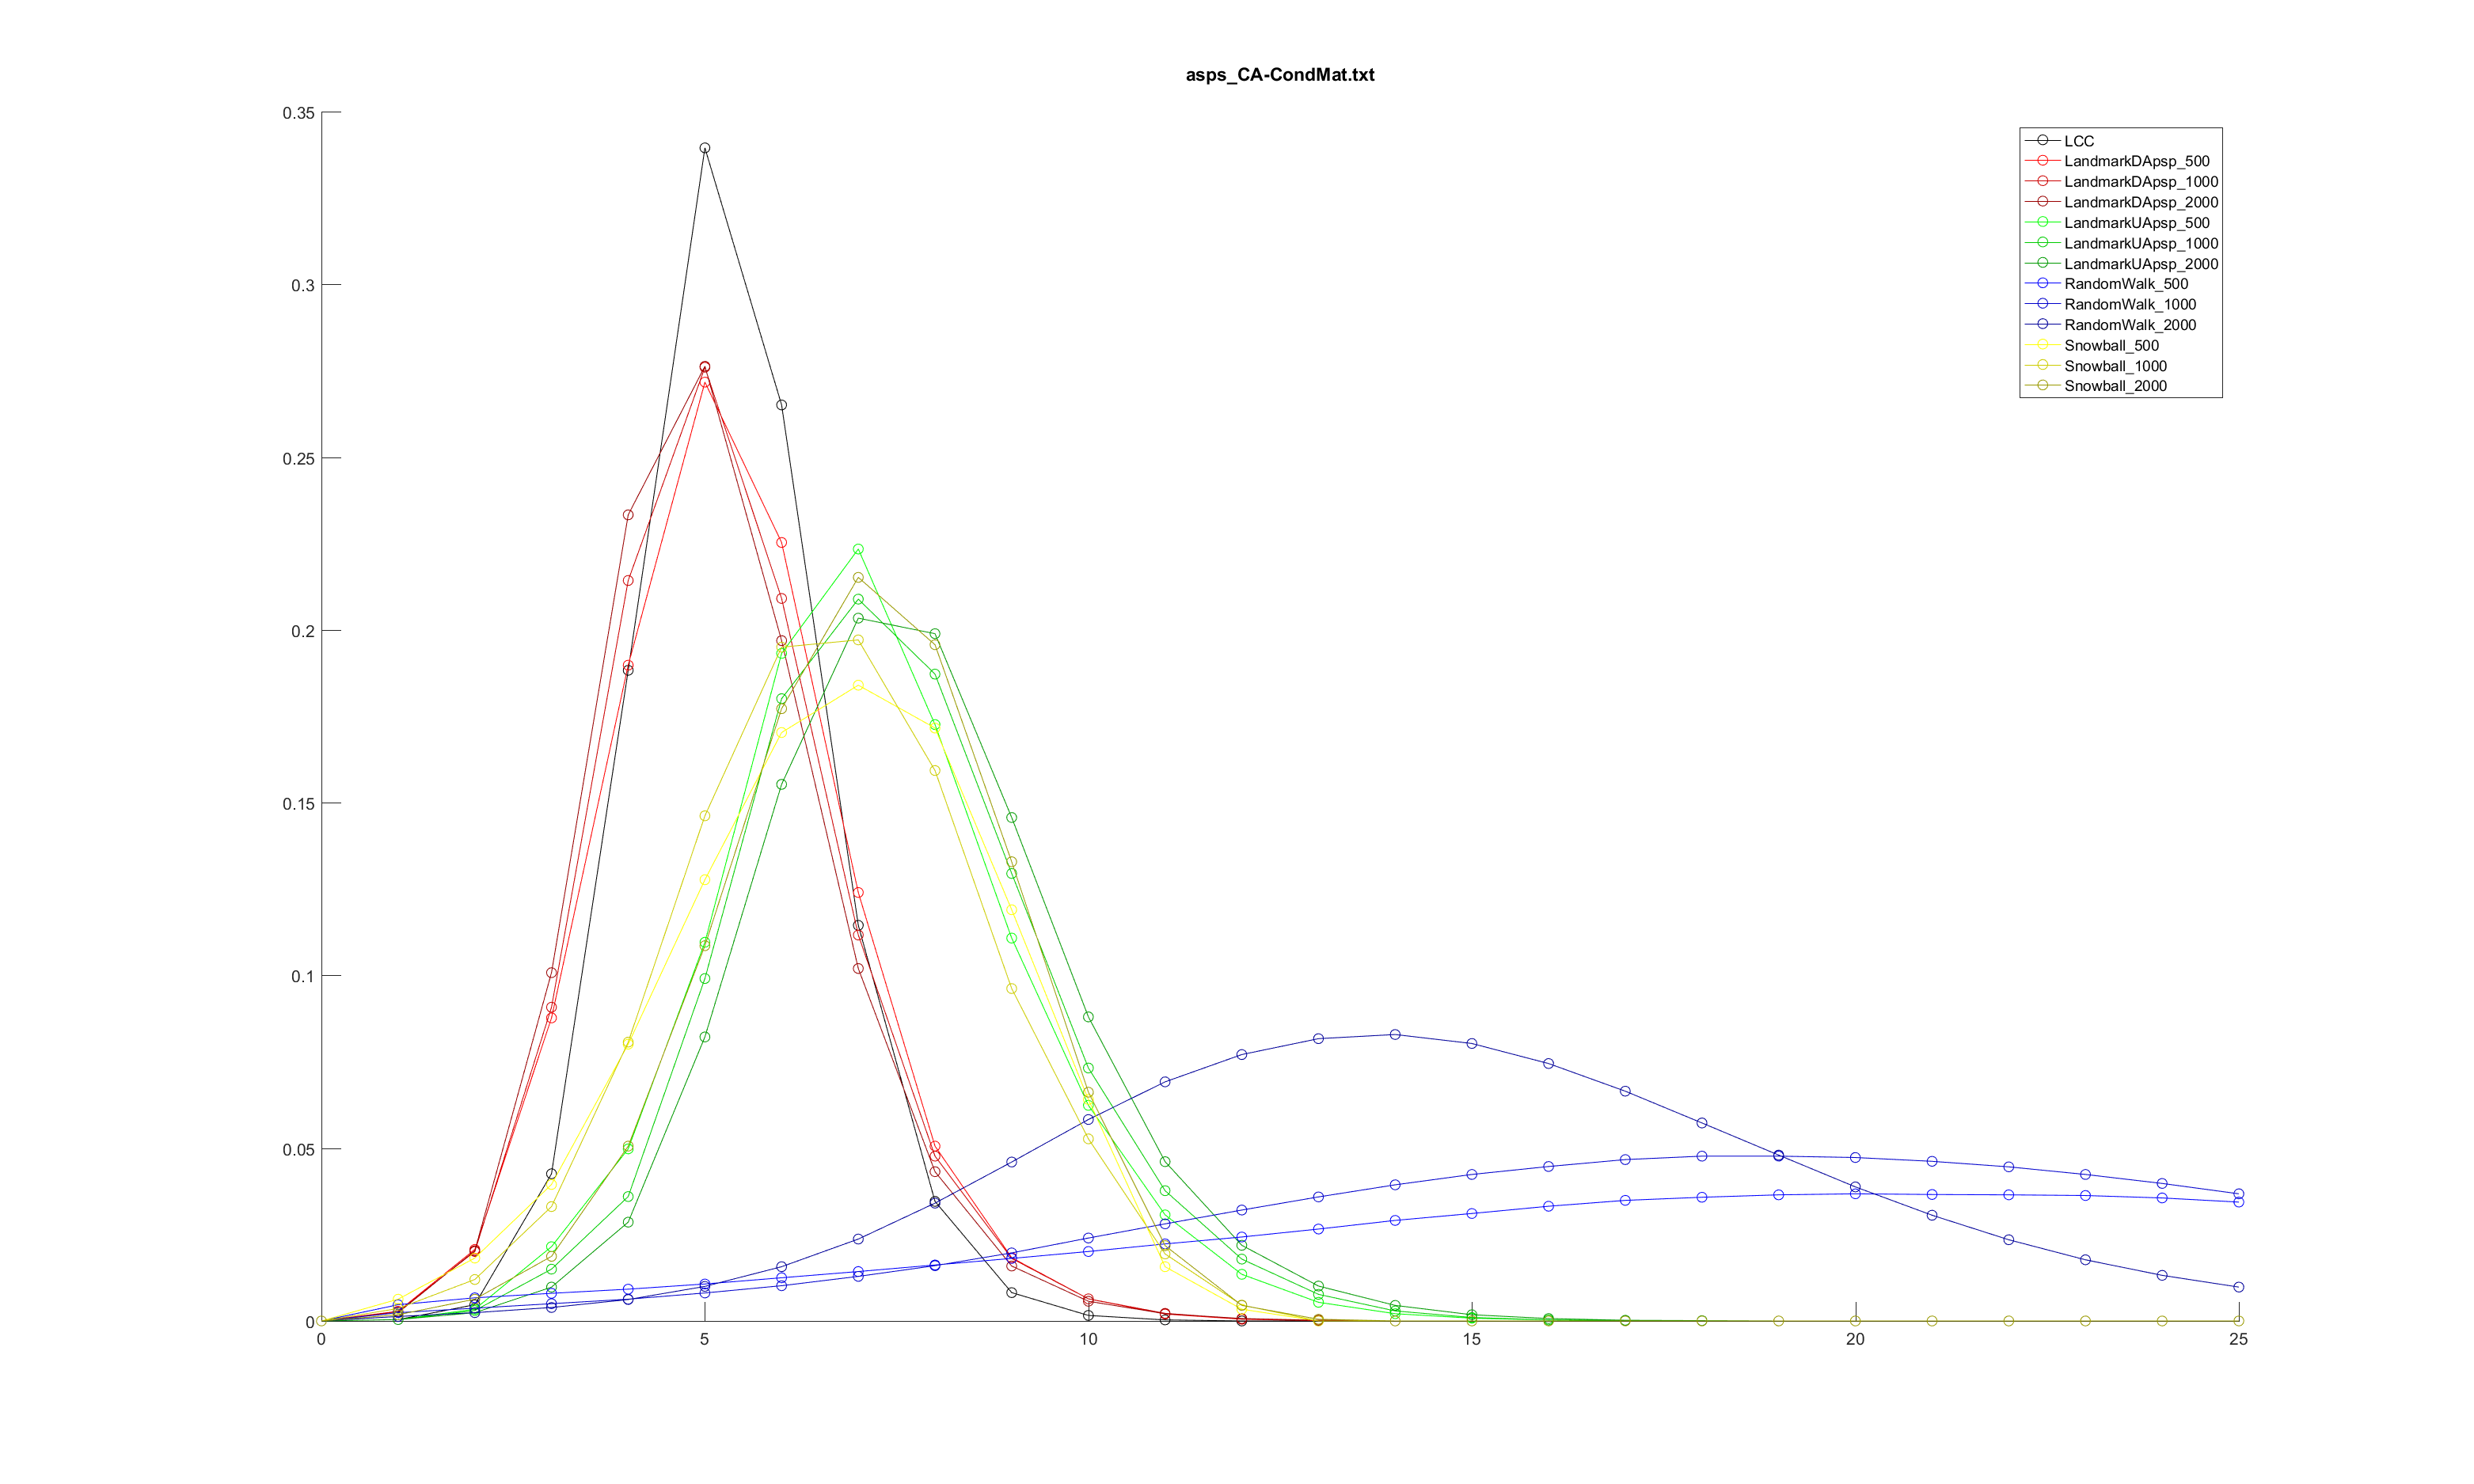 asps_CA-CondMat.txt
0.35
0.3
0.25
0.2
0.15
0.1
0.05
0
0 5 10 15 20 25
LCC
LandmarkDApsp_500
LandmarkDApsp_1000
LandmarkDApsp_2000
LandmarkUApsp_500
LandmarkUApsp_1000
LandmarkUApsp_2000
RandomWalk_500
RandomWalk_1000
RandomWalk_2000
Snowball_500
Snowball_1000
Snowball_2000